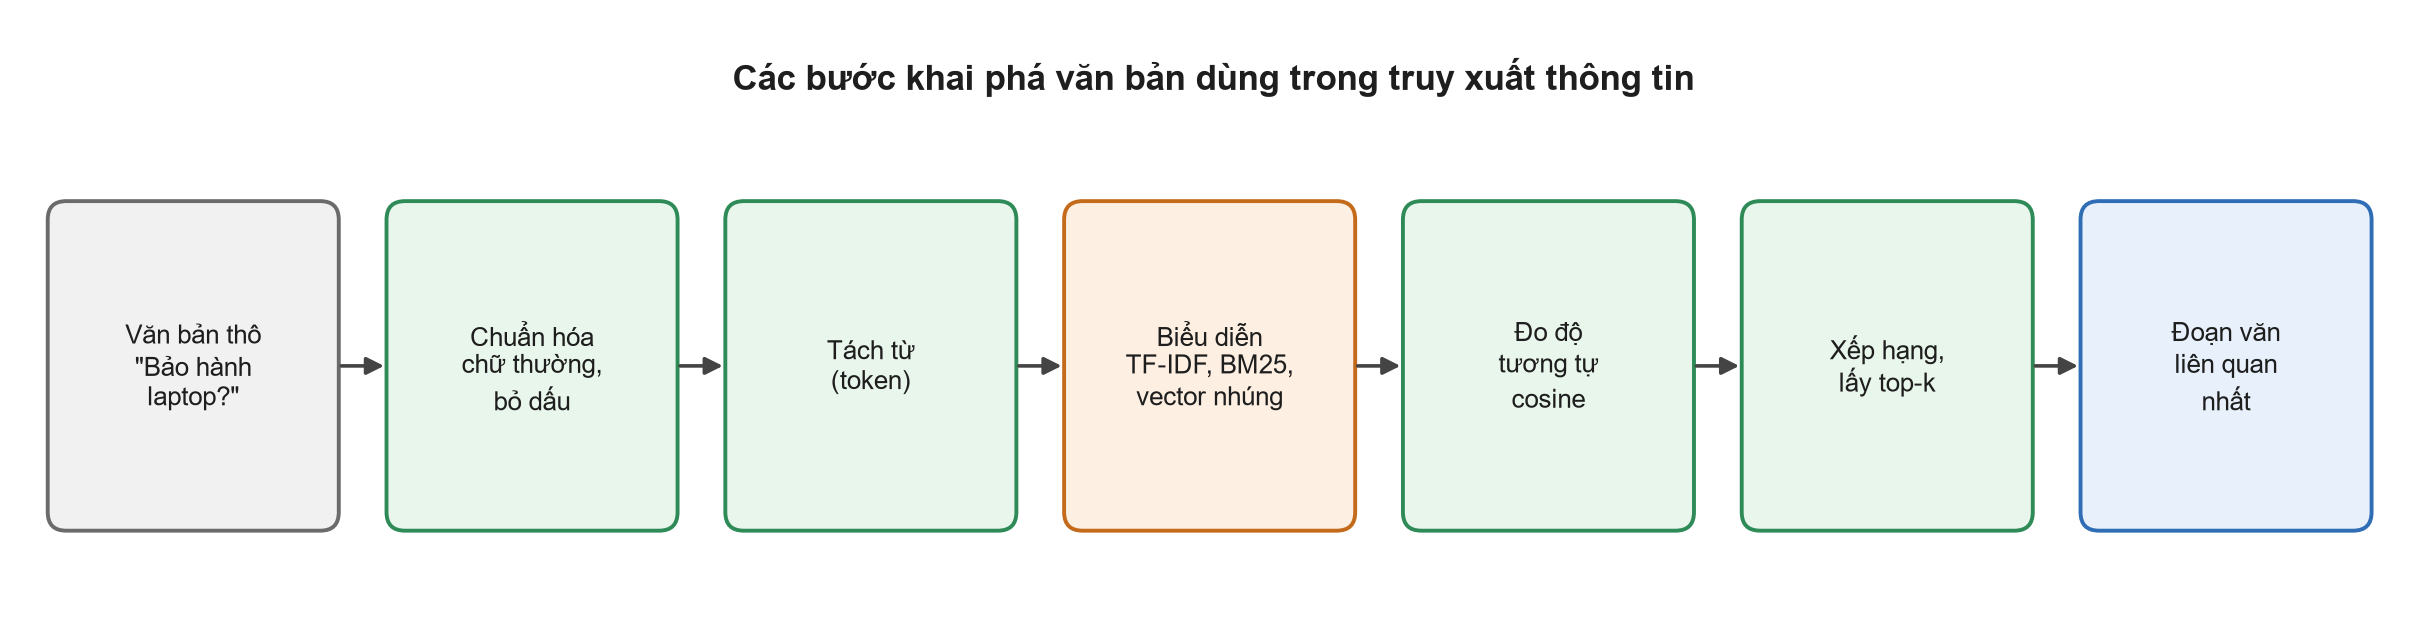 Các bước khai phá văn bản dùng trong truy xuất thông tin
Văn bản thô
"Bảo hành
laptop?"
Chuẩn hóa
chữ thường,
bỏ dấu
Tách từ
(token)
Biểu diễn
TF-IDF, BM25,
vector nhúng
Đo độ
tương tự
cosine
Xếp hạng,
lấy top-k
Đoạn văn
liên quan
nhất